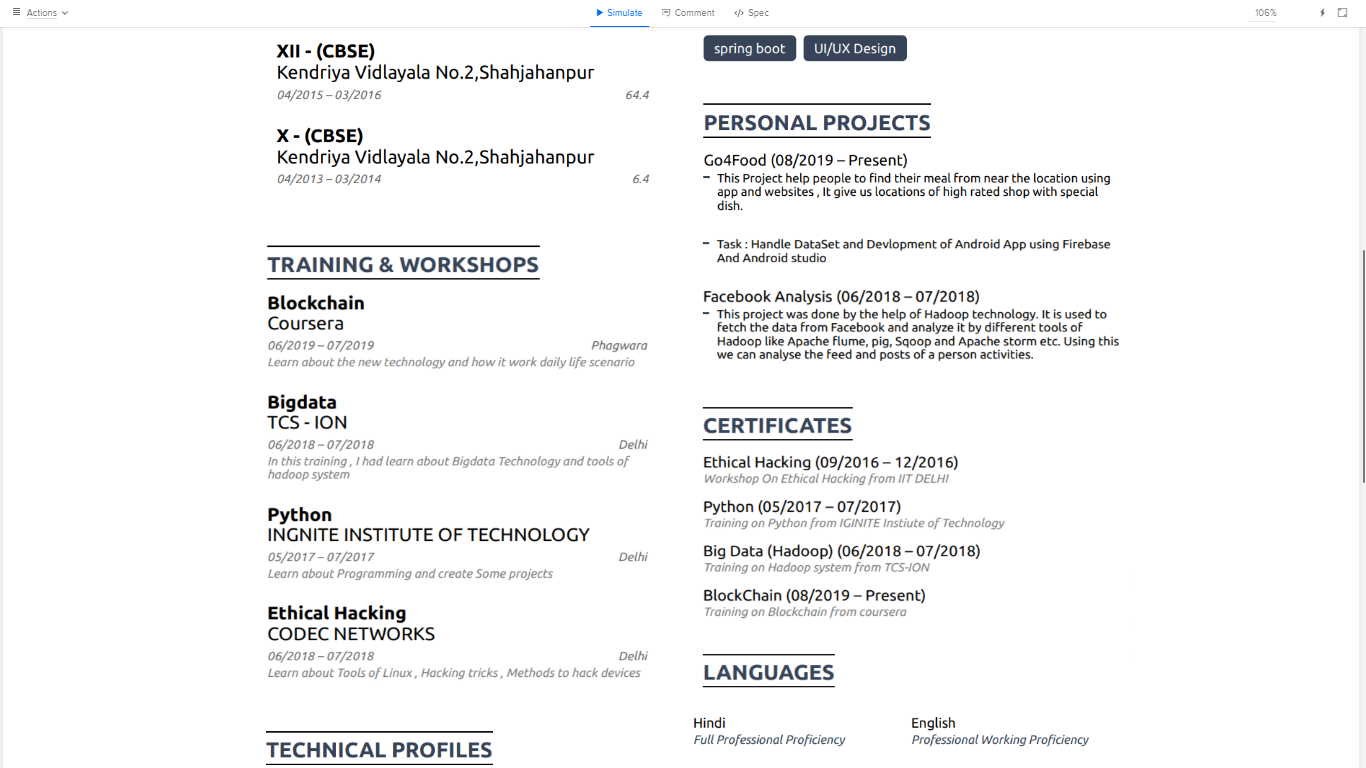 Actions
Simulate
Comment
Spec
106%
XII - (CBSE)
Kendriya Vidlayala No.2,Shahjahanpur
04/2015 – 03/2016 64.4
X - (CBSE)
Kendriya Vidlayala No.2,Shahjahanpur
04/2013 – 03/2014 6.4
TRAINING & WORKSHOPS
Blockchain
Coursera
06/2019 – 07/2019 Phagwara
Learn about the new technology and how it work daily life scenario
Bigdata
TCS - ION
06/2018 – 07/2018 Delhi
In this training , I had learn about Bigdata Technology and tools of
hadoop system
Python
INGNITE INSTITUTE OF TECHNOLOGY
05/2017 – 07/2017 Delhi
Learn about Programming and create Some projects
Ethical Hacking
CODEC NETWORKS
06/2018 – 07/2018 Delhi
Learn about Tools of Linux , Hacking tricks , Methods to hack devices
TECHNICAL PROFILES
spring boot
UI/UX Design
PERSONAL PROJECTS
Go4Food (08/2019 – Present)
– This Project help people to find their meal from near the location using
app and websites , It give us locations of high rated shop with special
dish.
– Task : Handle DataSet and Devlopment of Android App using Firebase
And Android studio
Facebook Analysis (06/2018 – 07/2018)
– This project was done by the help of Hadoop technology. It is used to
fetch the data from Facebook and analyze it by different tools of
Hadoop like Apache flume, pig, Sqoop and Apache storm etc. Using this
we can analyse the feed and posts of a person activities.
CERTIFICATES
Ethical Hacking (09/2016 – 12/2016)
Workshop On Ethical Hacking from IIT DELHI
Python (05/2017 – 07/2017)
Training on Python from IGINITE Instiute of Technology
Big Data (Hadoop) (06/2018 – 07/2018)
Training on Hadoop system from TCS-ION
BlockChain (08/2019 – Present)
Training on Blockchain from coursera
LANGUAGES
Hindi
Full Professional Proficiency
English
Professional Working Proficiency